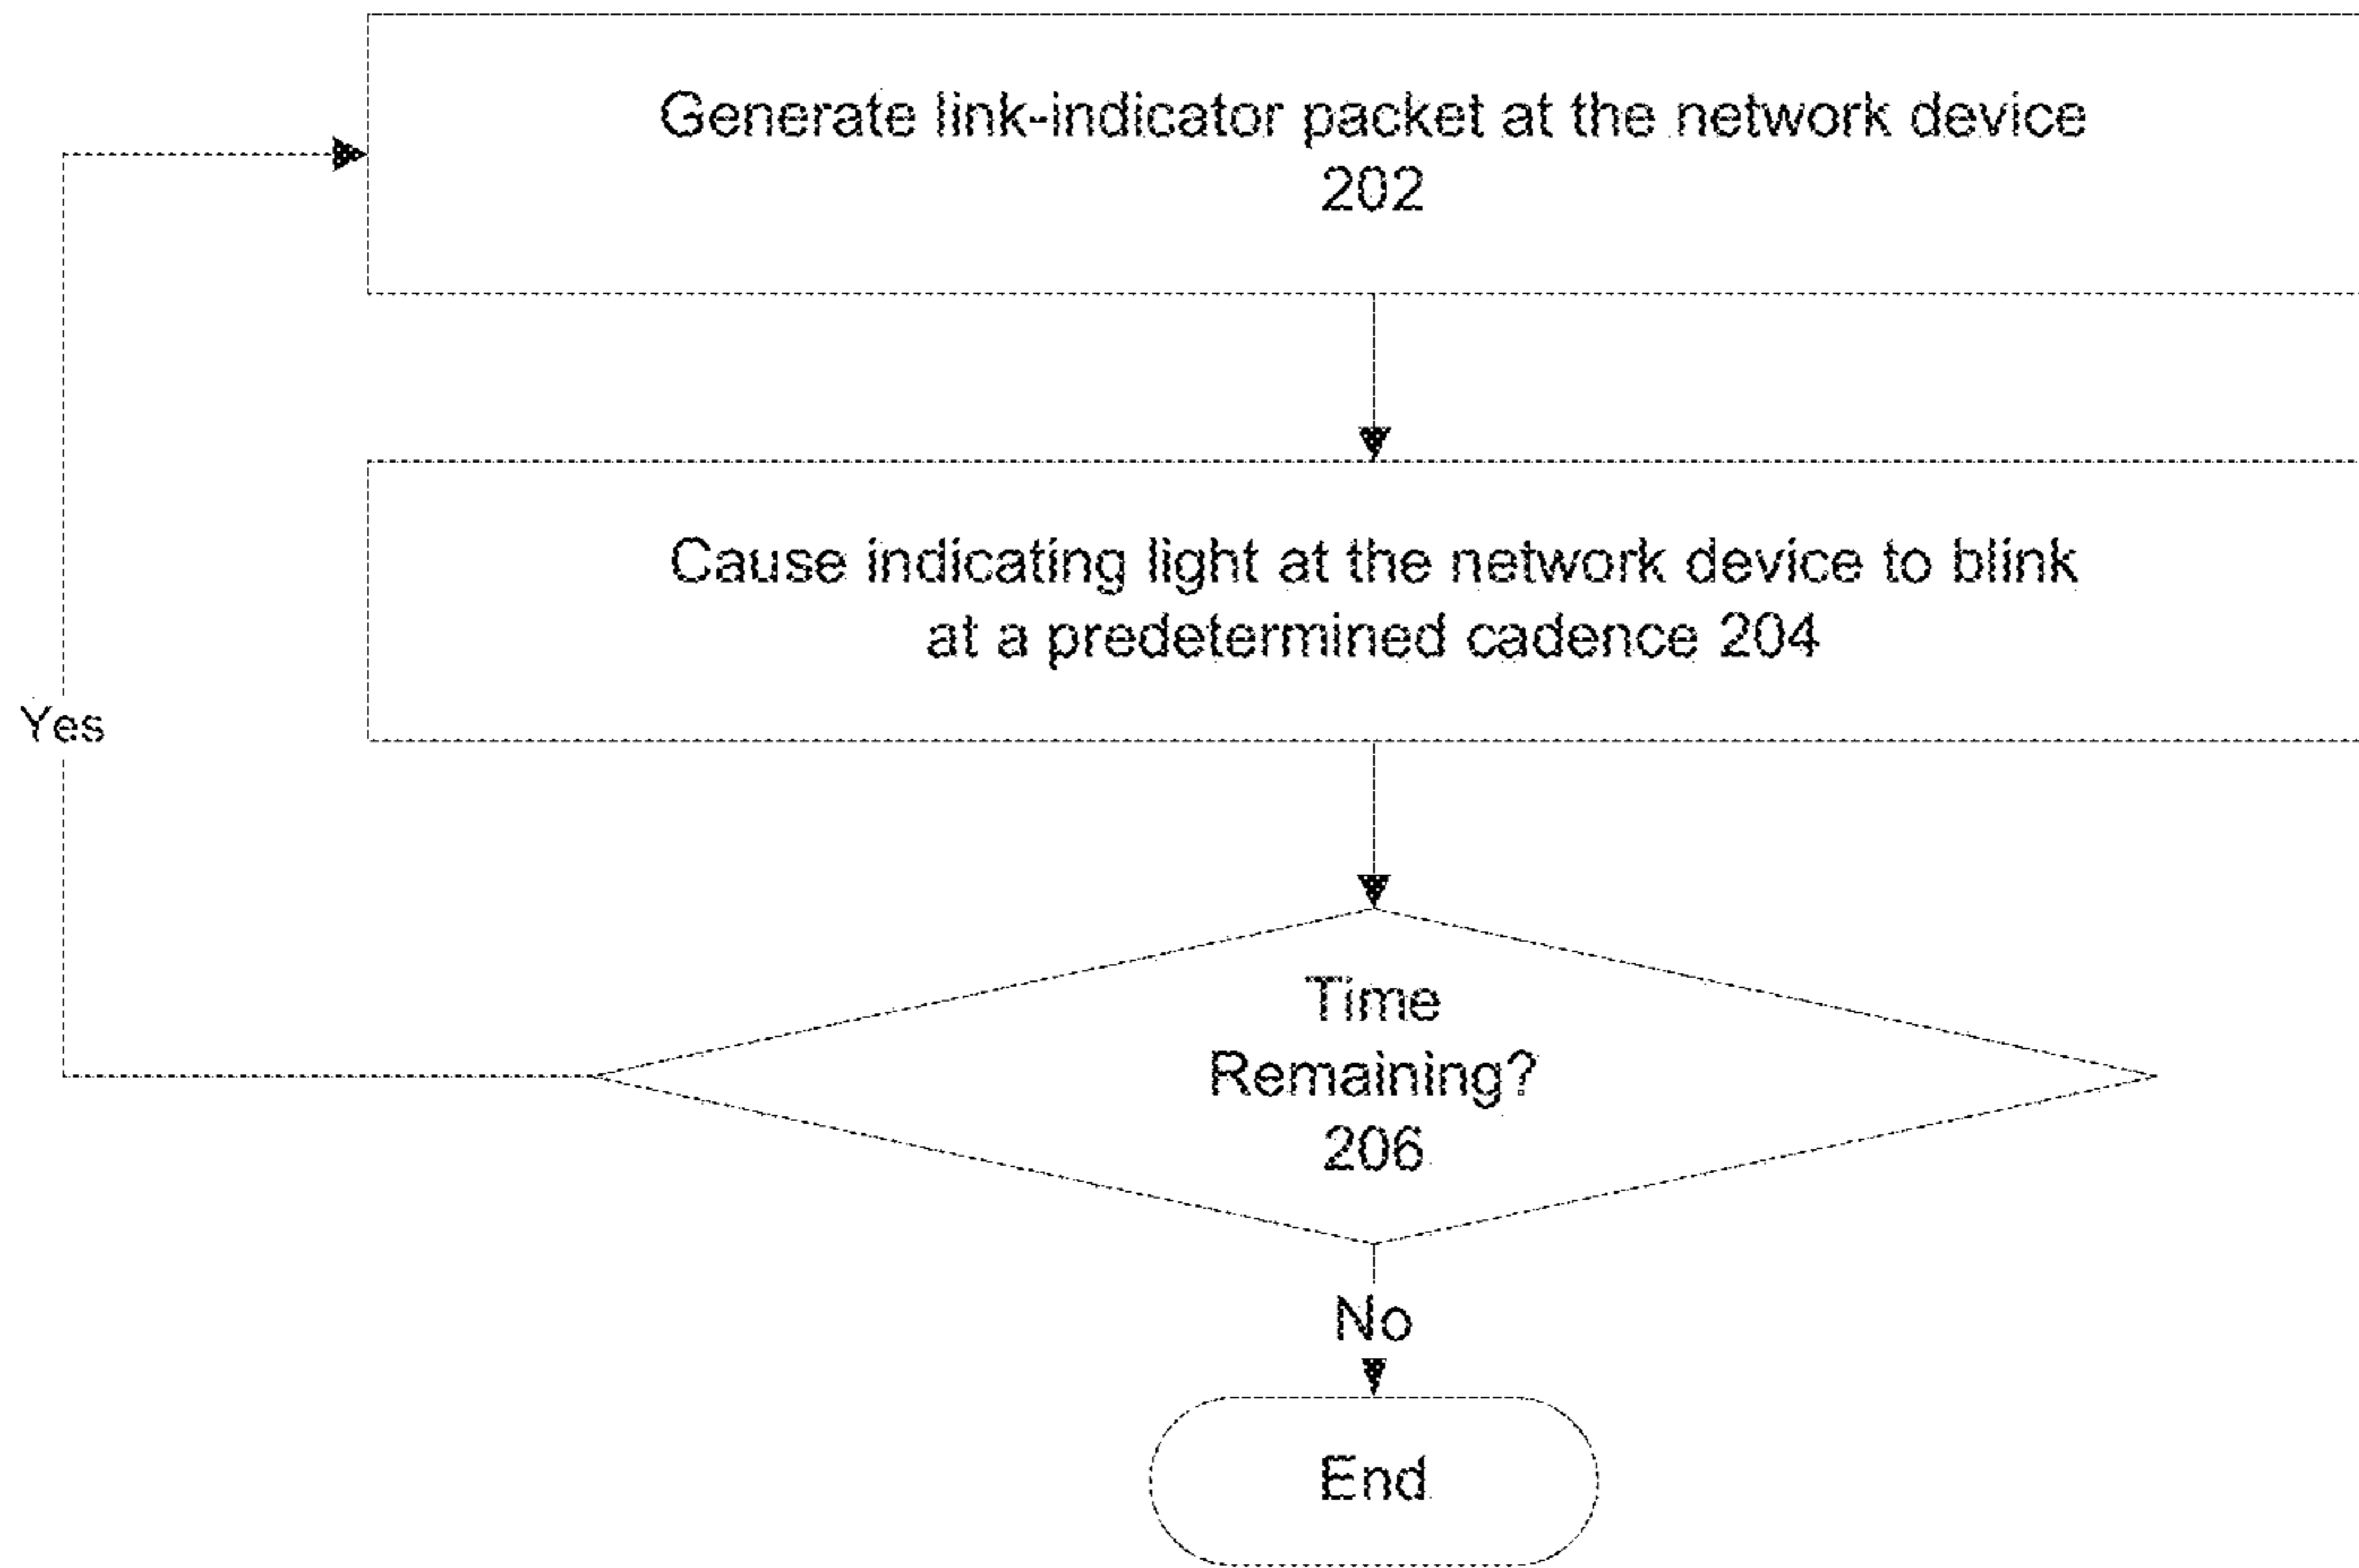 Generate link-indicator packet at the network device
202
Cause indicating light at the network device to blink
at a predetermined cadence 204
Yes
Time
Remaining?
206
No
End